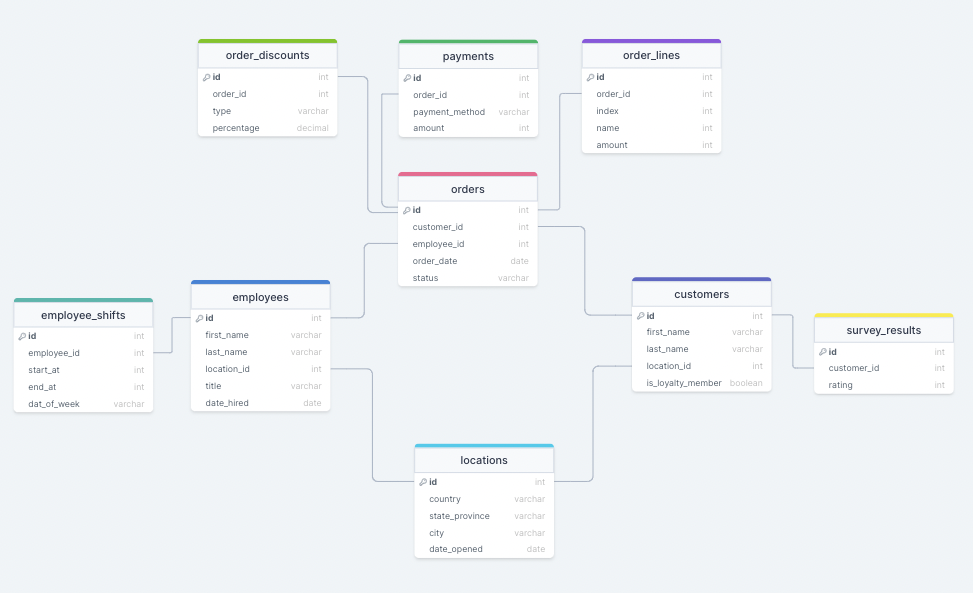 order_discounts
id int
order_id int
type varchar
percentage decimal
payments
id int
order_id int
payment_method varchar
amount int
order_lines
id int
order_id int
index int
name int
amount int
orders
id int
customer_id int
employee_id int
order_date date
status varchar
employee_shifts
id int
employee_id int
start_at int
end_at int
dat_of_week varchar
employees
id int
first_name varchar
last_name varchar
location_id int
title varchar
date_hired date
customers
id int
first_name varchar
last_name varchar
location_id int
is_loyalty_member boolean
survey_results
id int
customer_id int
rating int
locations
id int
country varchar
state_province varchar
city varchar
date_opened date